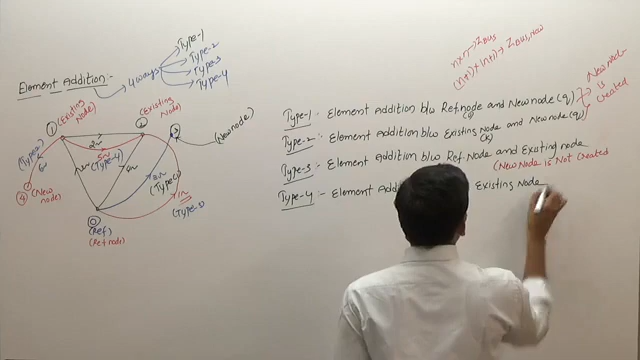 Element Addition:-
4 ways
Type-1
Type-2
Type-3
Type-4
n×n → ZBUS
(n+1)×(n+1) → ZBUS,new
New node
is
created
Type-1 :- Element Addition b/w Ref. node and New node (q)
Type-2 :- Element Addition b/w Existing Node and New node (q)
(K)
Type-3 :- Element Addition b/w Ref. Node and Existing node
(New Node is Not Created
Type-4 :- Element Addi
Existing Node
1
(Existing
node)
(Existing
Node)
2
3
(New node)
(Type-4)
4
(New
node)
0
(Ref.)
(Ref node)
(Type-3)